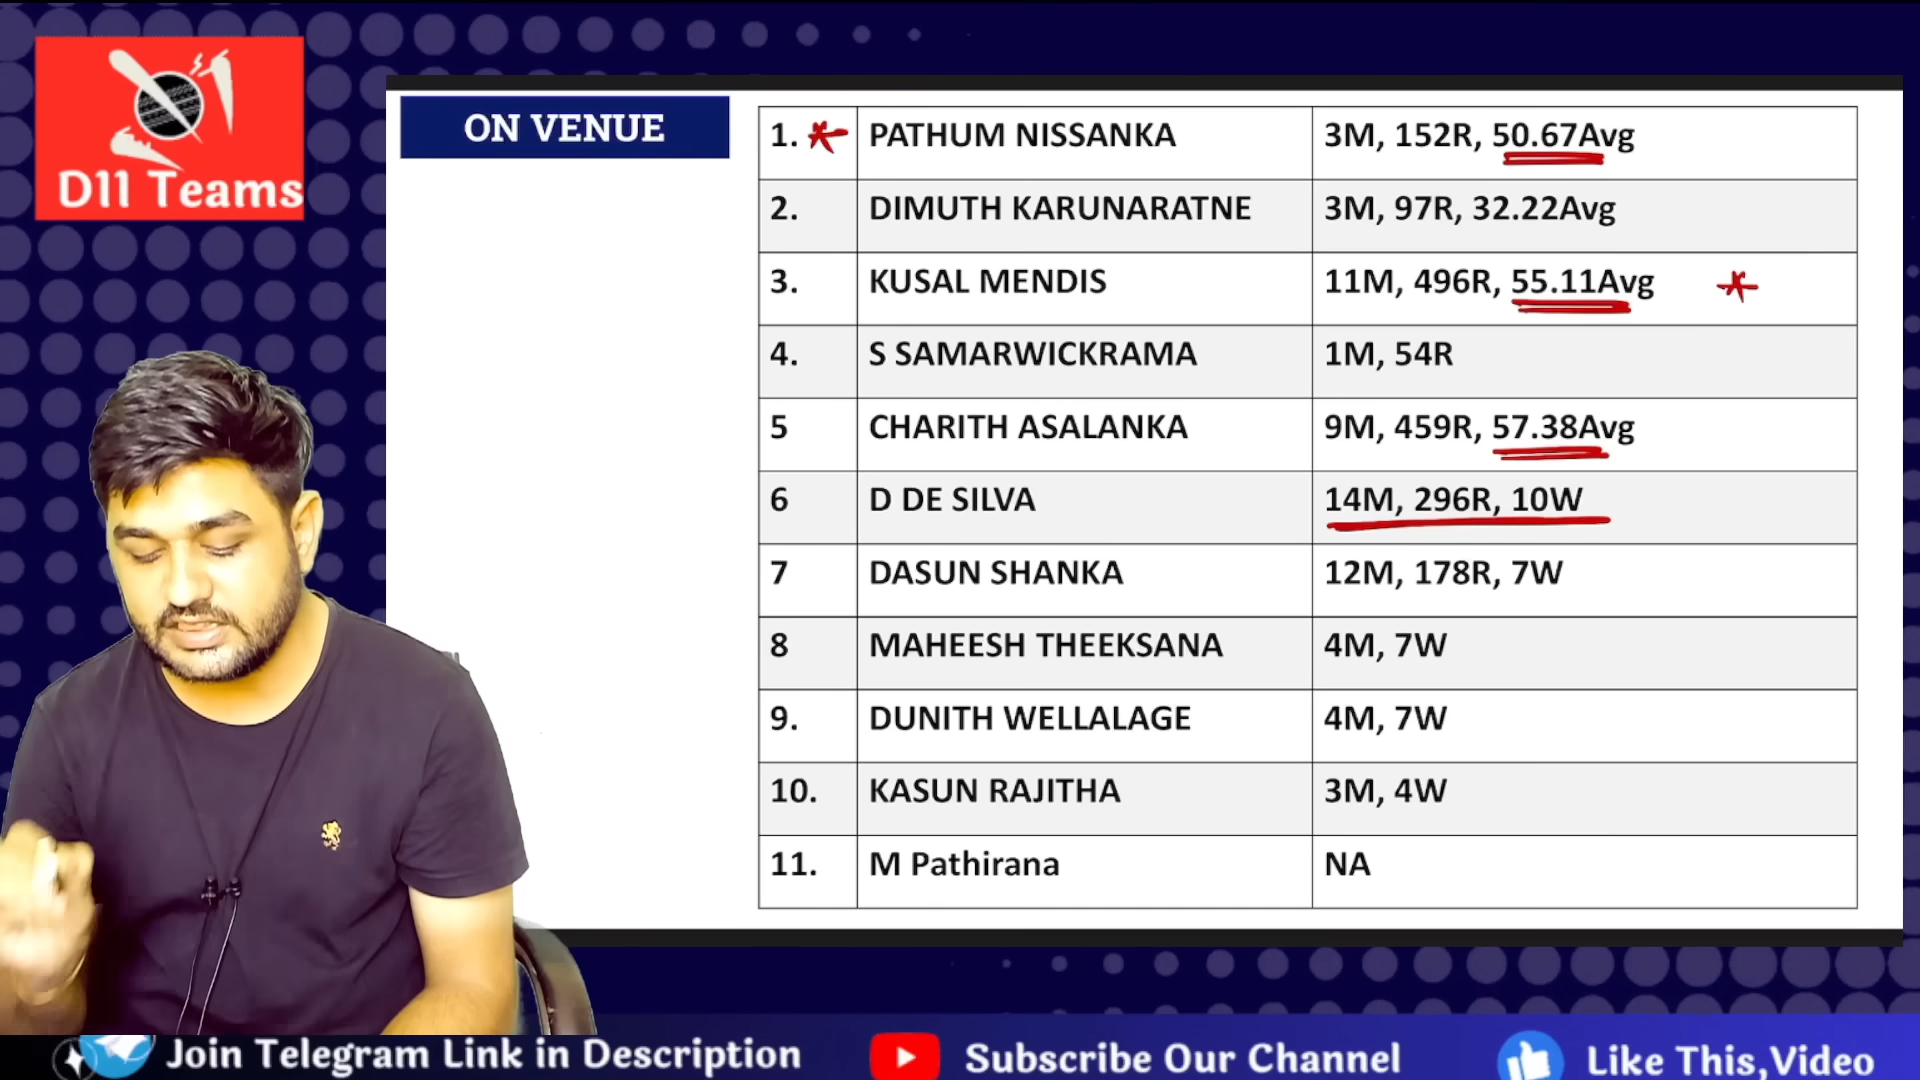 D11 Teams
ON VENUE
1. PATHUM NISSANKA 3M, 152R, 50.67Avg
2. DIMUTH KARUNARATNE 3M, 97R, 32.22Avg
3. KUSAL MENDIS 11M, 496R, 55.11Avg
4. S SAMARWICKRAMA 1M, 54R
5 CHARITH ASALANKA 9M, 459R, 57.38Avg
6 D DE SILVA 14M, 296R, 10W
7 DASUN SHANKA 12M, 178R, 7W
8 MAHEESH THEEKSANA 4M, 7W
9. DUNITH WELLALAGE 4M, 7W
10. KASUN RAJITHA 3M, 4W
11. M Pathirana NA
Join Telegram Link in Description
Subscribe Our Channel
Like This,Video